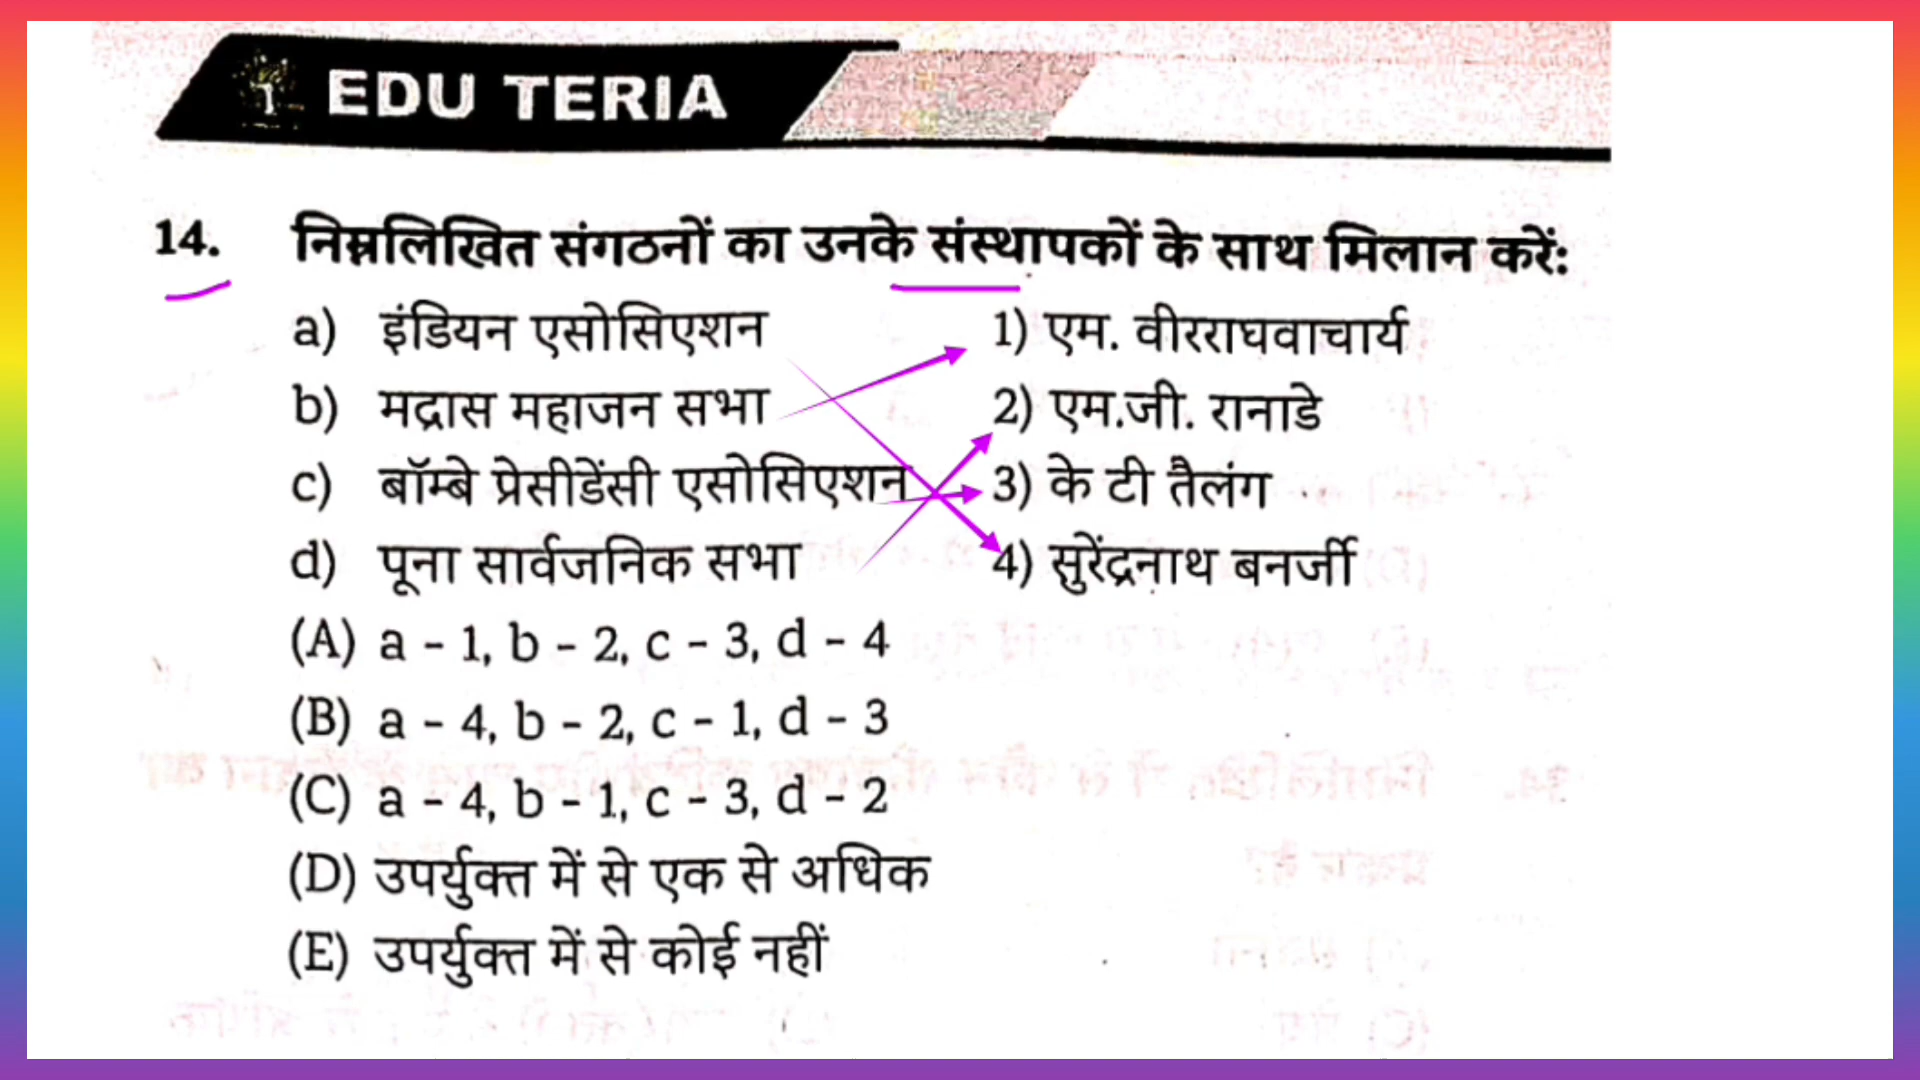 EDU TERIA
14. निम्नलिखित संगठनों का उनके संस्थापकों के साथ मिलान करें:
a) इंडियन एसोसिएशन 1) एम. वीरराघवाचार्य
b) मद्रास महाजन सभा 2) एम.जी. रानाडे
c) बॉम्बे प्रेसीडेंसी एसोसिएशन 3) के टी तैलंग
d) पूना सार्वजनिक सभा 4) सुरेंद्रनाथ बनर्जी
(A) a - 1, b - 2, c - 3, d - 4
(B) a - 4, b - 2, c - 1, d - 3
(C) a - 4, b - 1, c - 3, d - 2
(D) उपर्युक्त में से एक से अधिक
(E) उपर्युक्त में से कोई नहीं